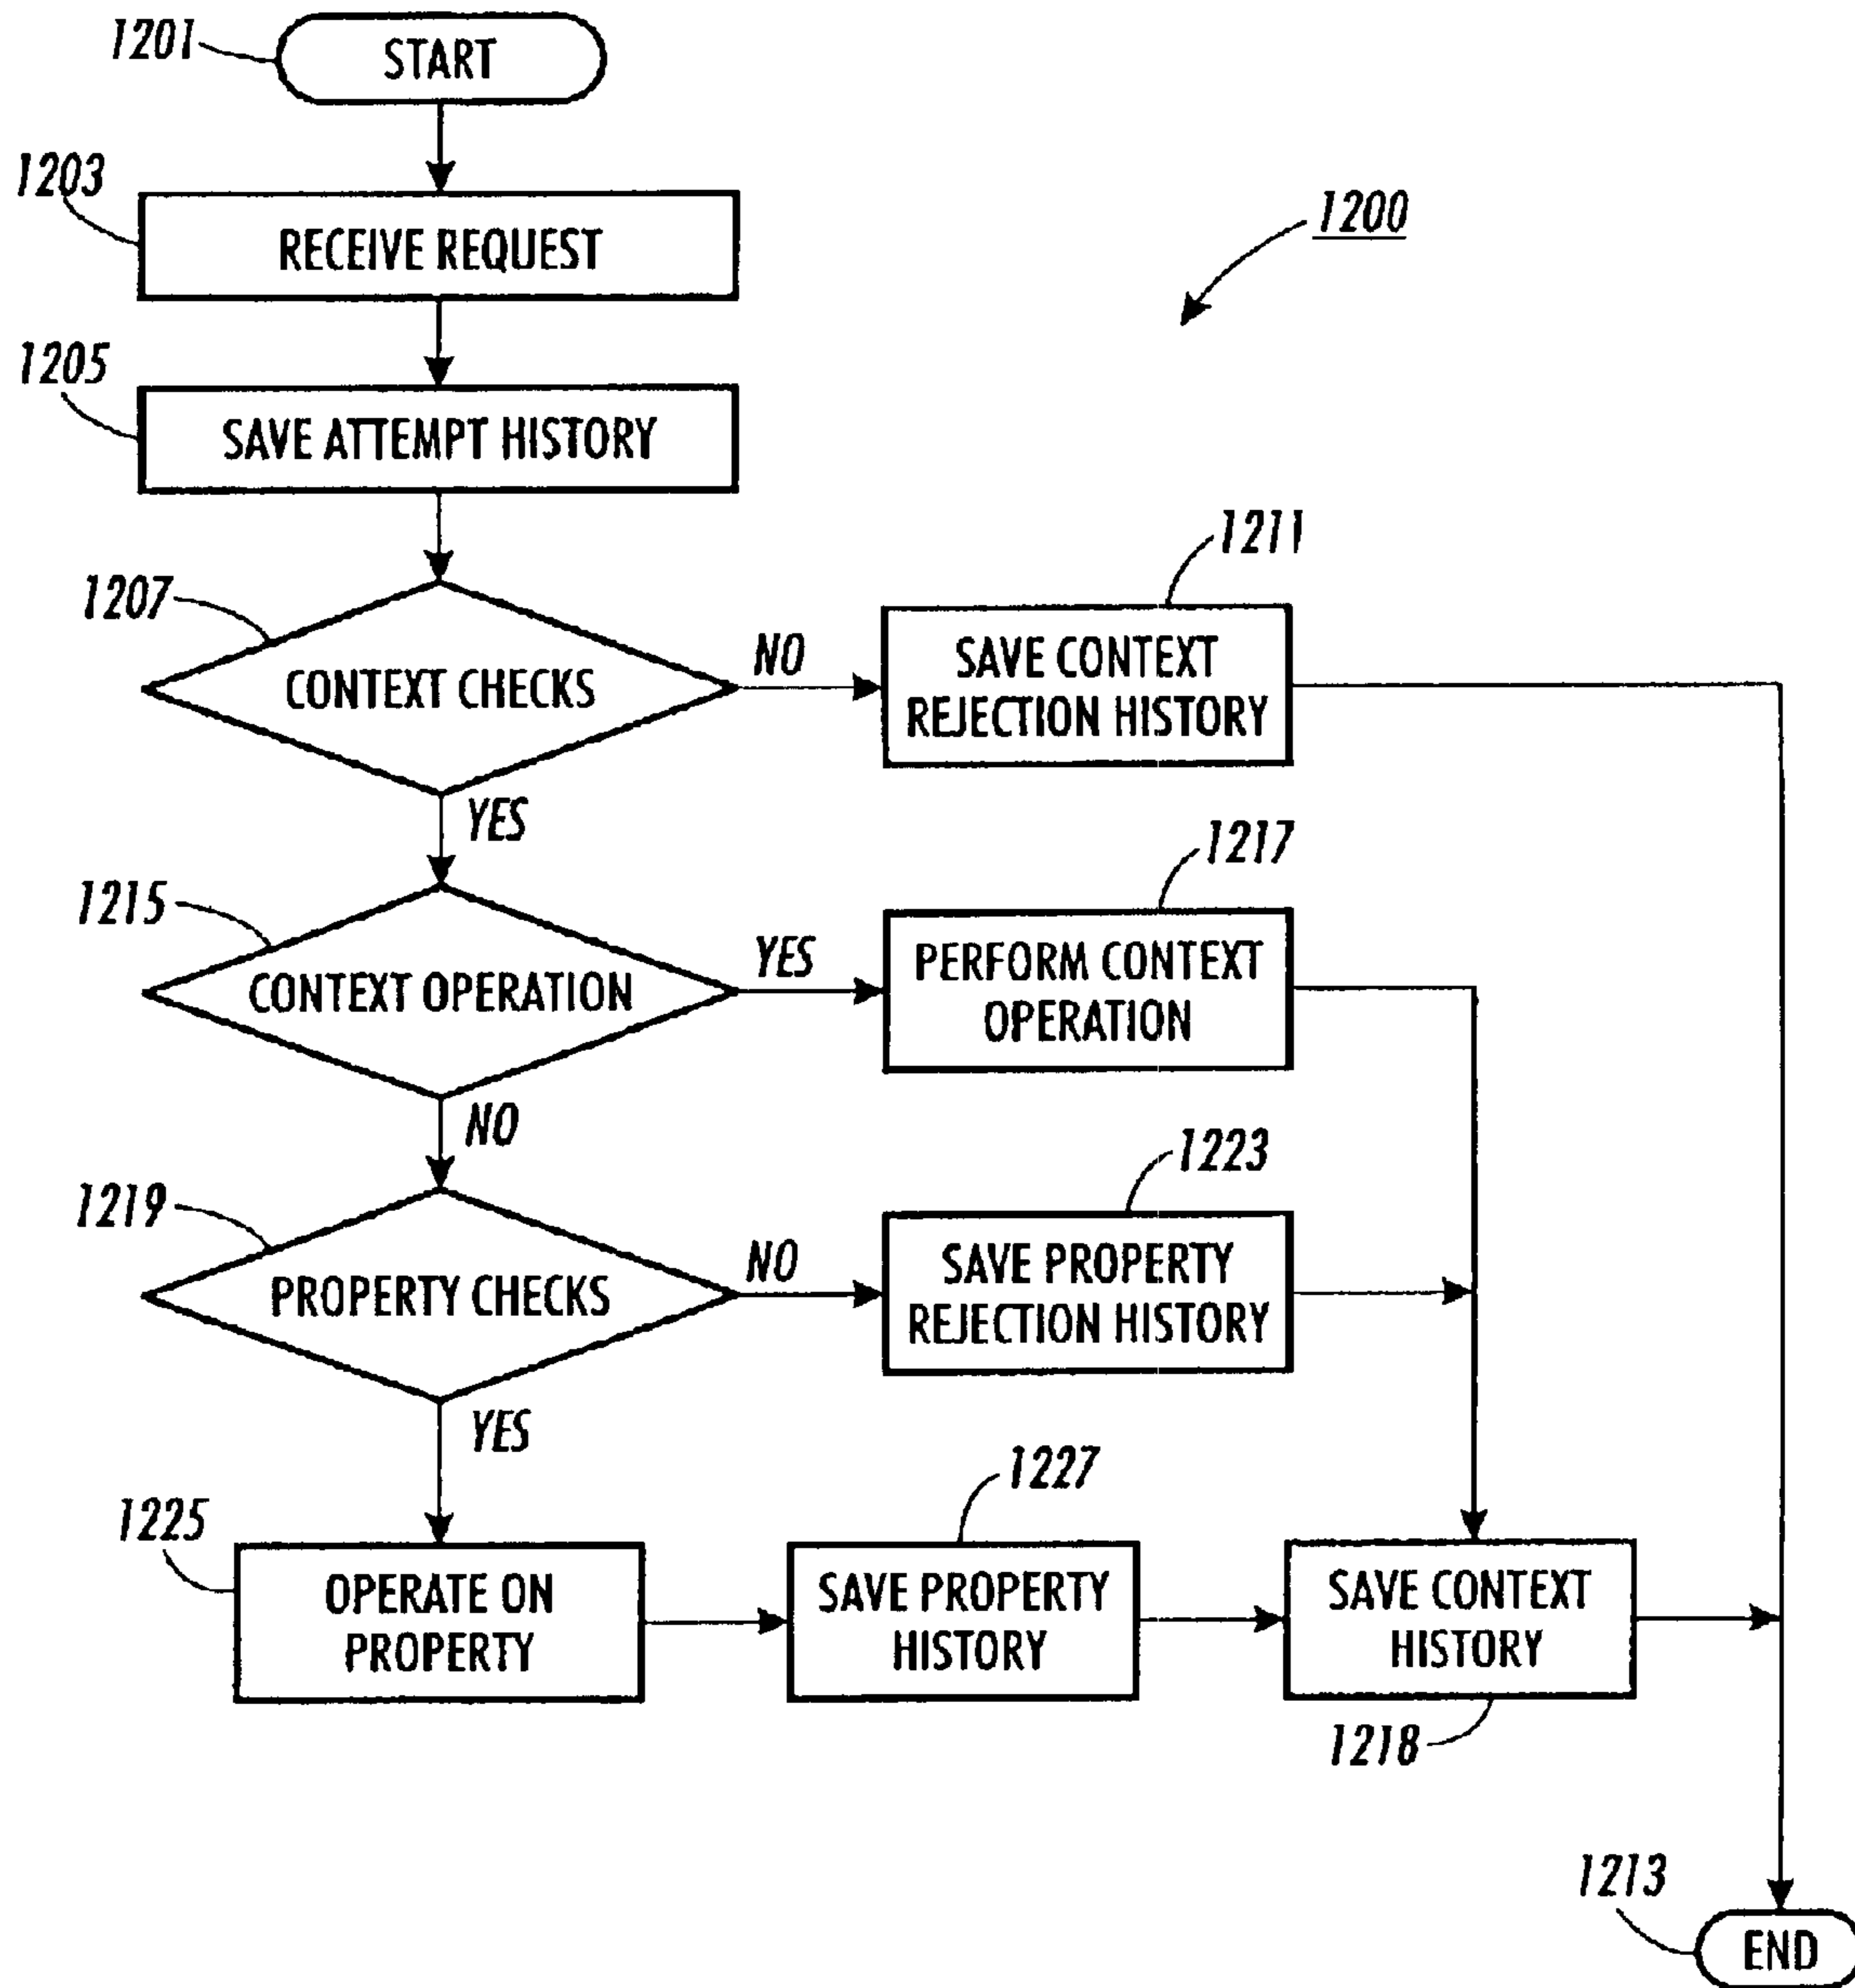 1201
START
1203
RECEIVE REQUEST
1200
1205
SAVE ATTEMPT HISTORY
1207
CONTEXT CHECKS
NO
1211
SAVE CONTEXT
REJECTION HISTORY
YES
1215
CONTEXT OPERATION
YES
1217
PERFORM CONTEXT
OPERATION
NO
1219
PROPERTY CHECKS
NO
1223
SAVE PROPERTY
REJECTION HISTORY
YES
1225
OPERATE ON
PROPERTY
1227
SAVE PROPERTY
HISTORY
SAVE CONTEXT
HISTORY
1218
1213
END